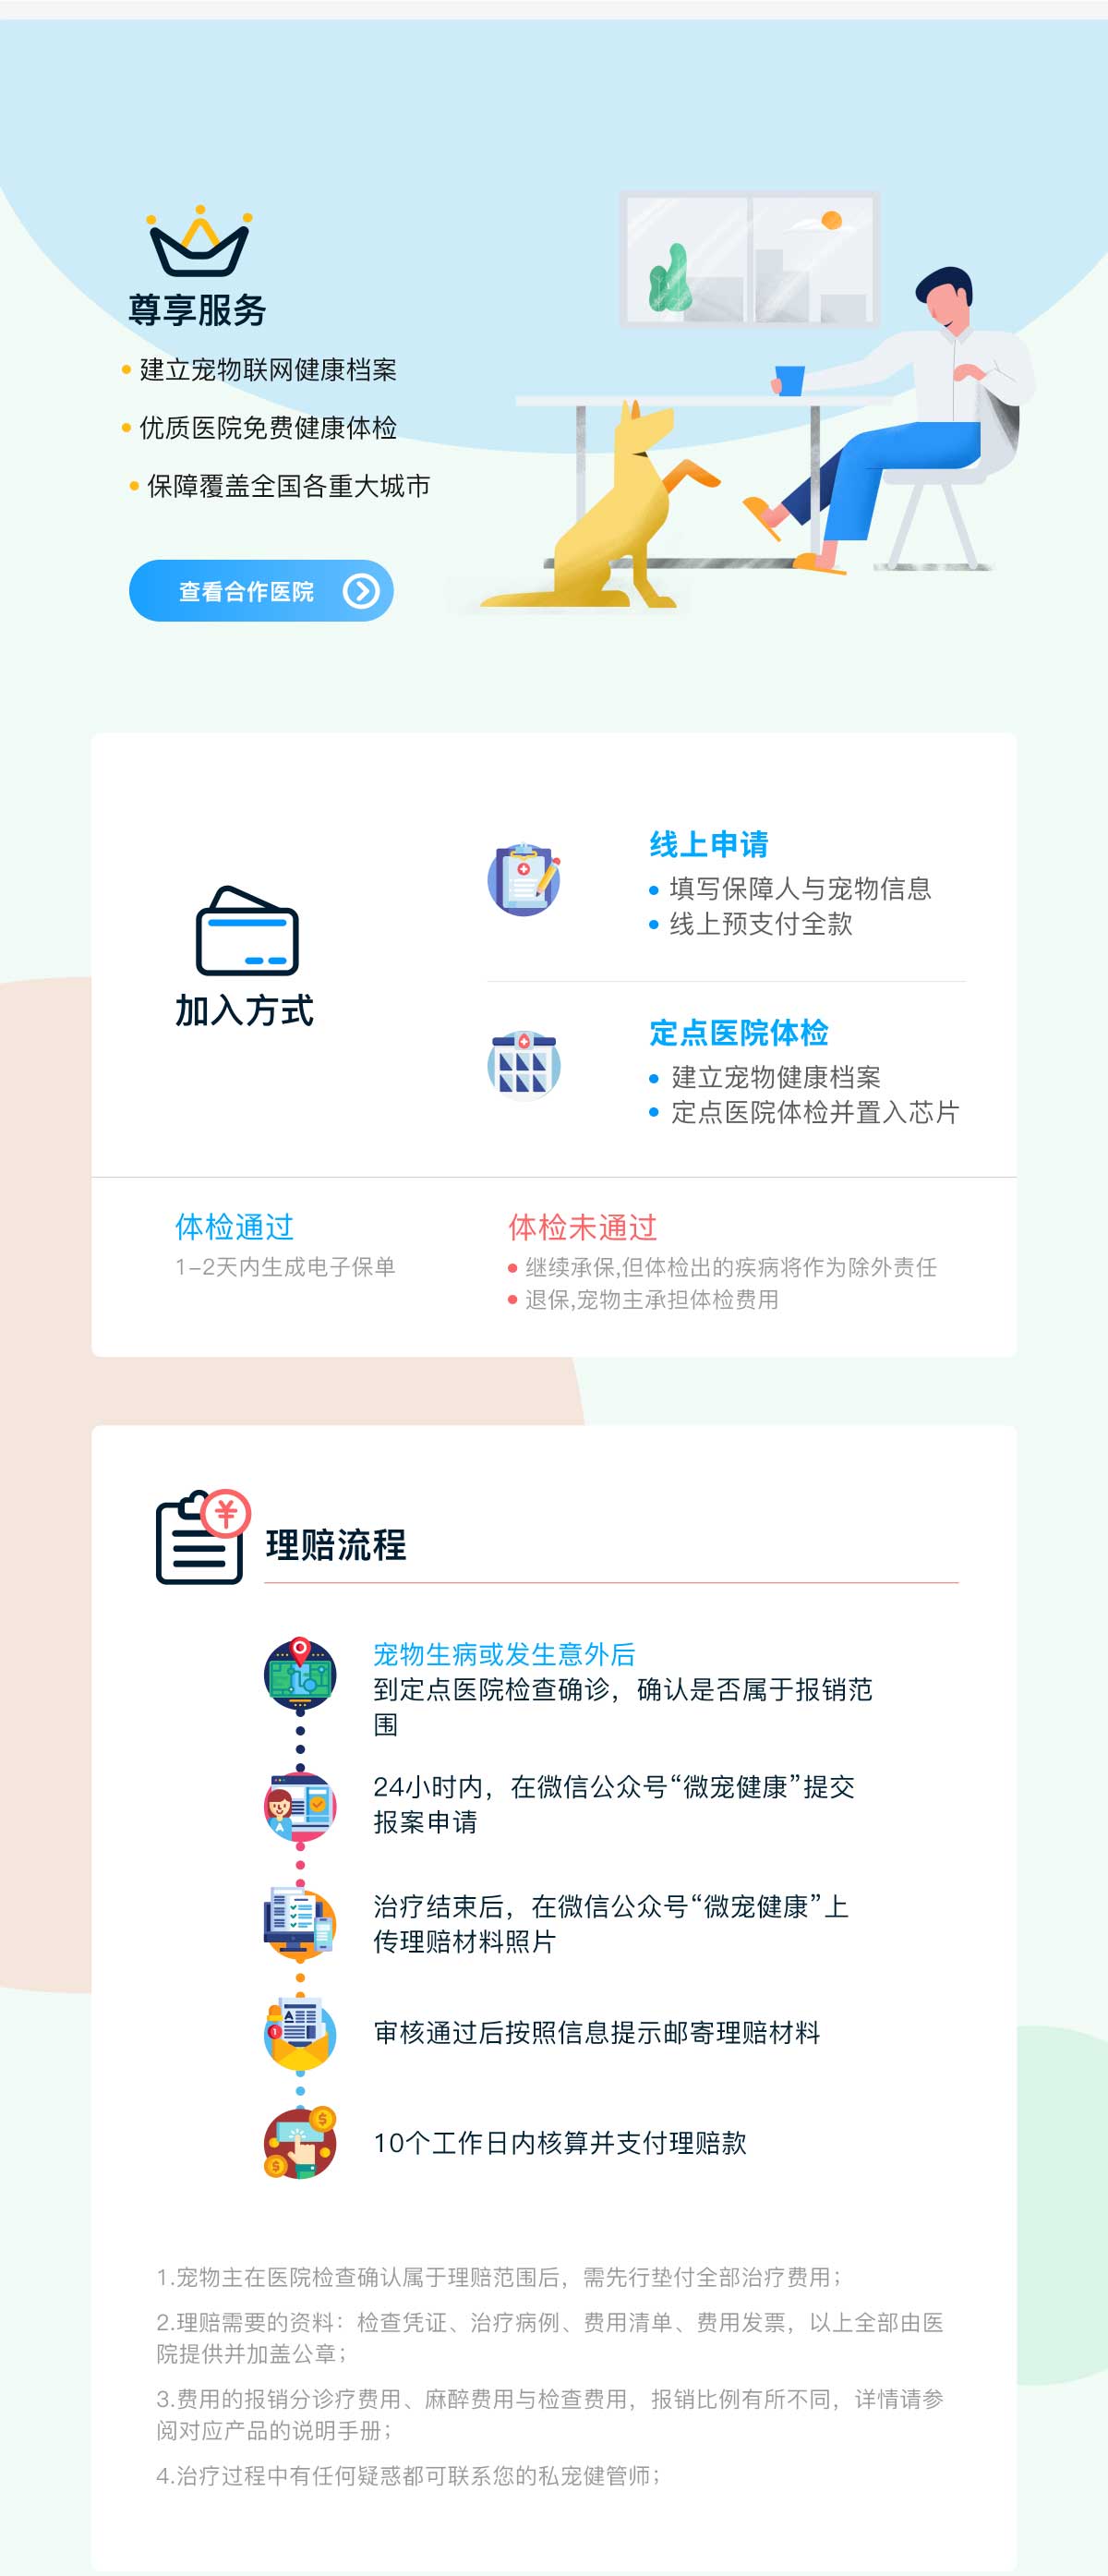 尊享服务
建立宠物联网健康档案
优质医院免费健康体检
保障覆盖全国各重大城市
查看合作医院
加入方式
线上申请
填写保障人与宠物信息
线上预支付全款
定点医院体检
建立宠物健康档案
定点医院体检并置入芯片
体检通过
1-2天内生成电子保单
体检未通过
继续承保,但体检出的疾病将作为除外责任
退保,宠物主承担体检费用
理赔流程
宠物生病或发生意外后
到定点医院检查确诊，确认是否属于报销范
围
24小时内，在微信公众号“微宠健康”提交
报案申请
治疗结束后，在微信公众号“微宠健康”上
传理赔材料照片
审核通过后按照信息提示邮寄理赔材料
10个工作日内核算并支付理赔款
1.宠物主在医院检查确认属于理赔范围后，需先行垫付全部治疗费用；
2.理赔需要的资料：检查凭证、治疗病例、费用清单、费用发票，以上全部由医
院提供并加盖公章；
3.费用的报销分诊疗费用、麻醉费用与检查费用，报销比例有所不同，详情请参
阅对应产品的说明手册；
4.治疗过程中有任何疑惑都可联系您的私宠健管师；